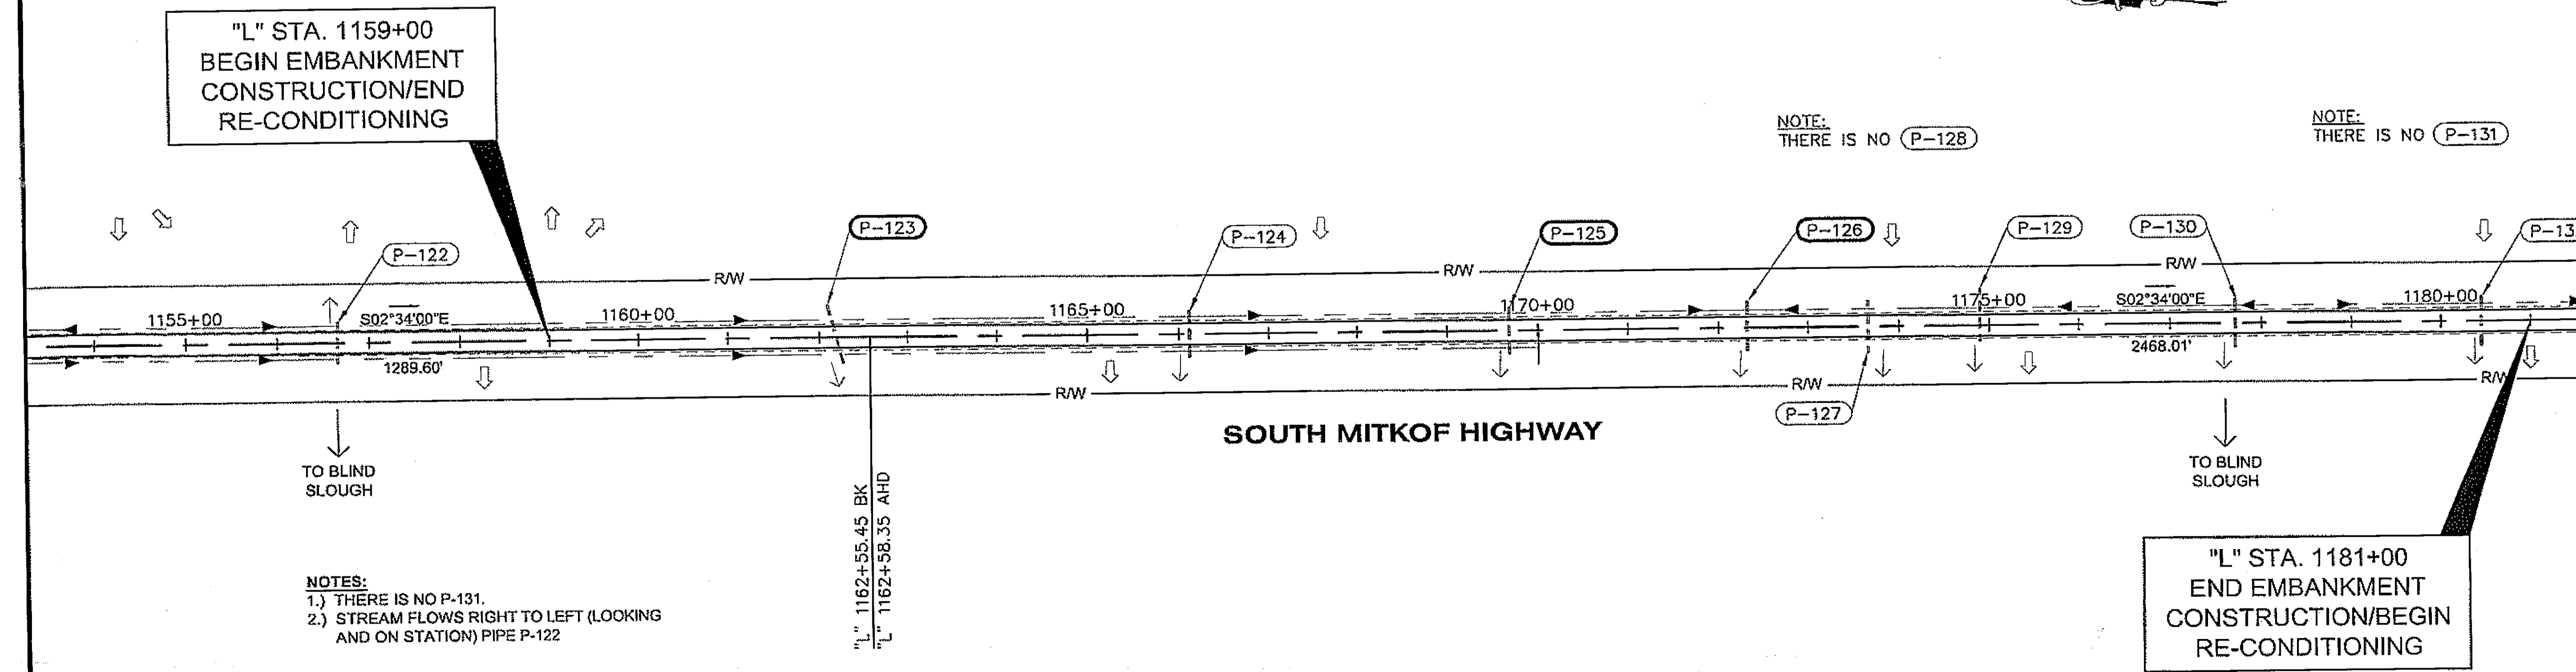 "L" STA. 1159+00
BEGIN EMBANKMENT
CONSTRUCTION/END
RE-CONDITIONING
NOTE:
THERE IS NO P-128
NOTE:
THERE IS NO P-131
P-122
P-123
P-124
P-125
P-126
P-129
P-130
P-13
R/W
R/W
R/W
1155+00
S02°34'00"E
1160+00
1165+00
1170+00
1175+00
S02°34'00"E
1180+00
1289.60'
2468.01'
R/W
R/W
R/W
P-127
SOUTH MITKOF HIGHWAY
TO BLIND
SLOUGH
TO BLIND
SLOUGH
"L" 1162+55.45 BK
"L" 1162+58.35 AHD
NOTES:
1.) THERE IS NO P-131.
2.) STREAM FLOWS RIGHT TO LEFT (LOOKING
AND ON STATION) PIPE P-122
"L" STA. 1181+00
END EMBANKMENT
CONSTRUCTION/BEGIN
RE-CONDITIONING